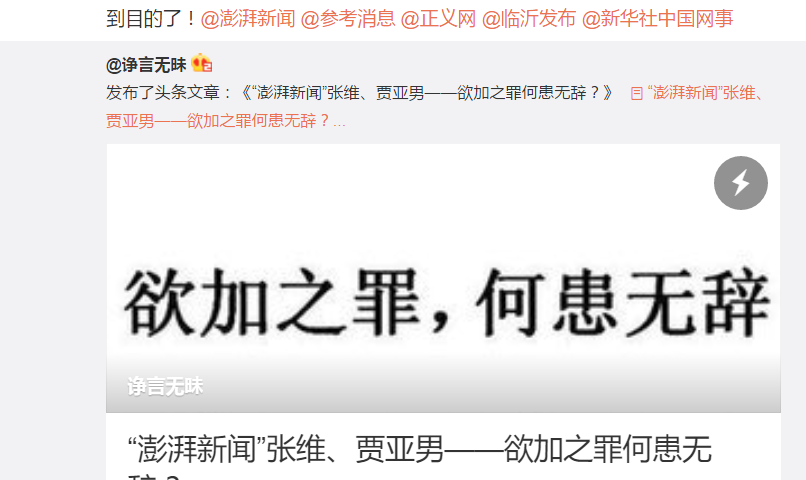 到目的了！@澎湃新闻 @参考消息 @正义网 @临沂发布 @新华社中国网事
@诤言无昧
发布了头条文章：《“澎湃新闻”张维、贾亚男——欲加之罪何患无辞？》 “澎湃新闻”张维、
贾亚男——欲加之罪何患无辞？...
欲加之罪，何患无辞
诤言无昧
“澎湃新闻”张维、贾亚男——欲加之罪何患无
辞？